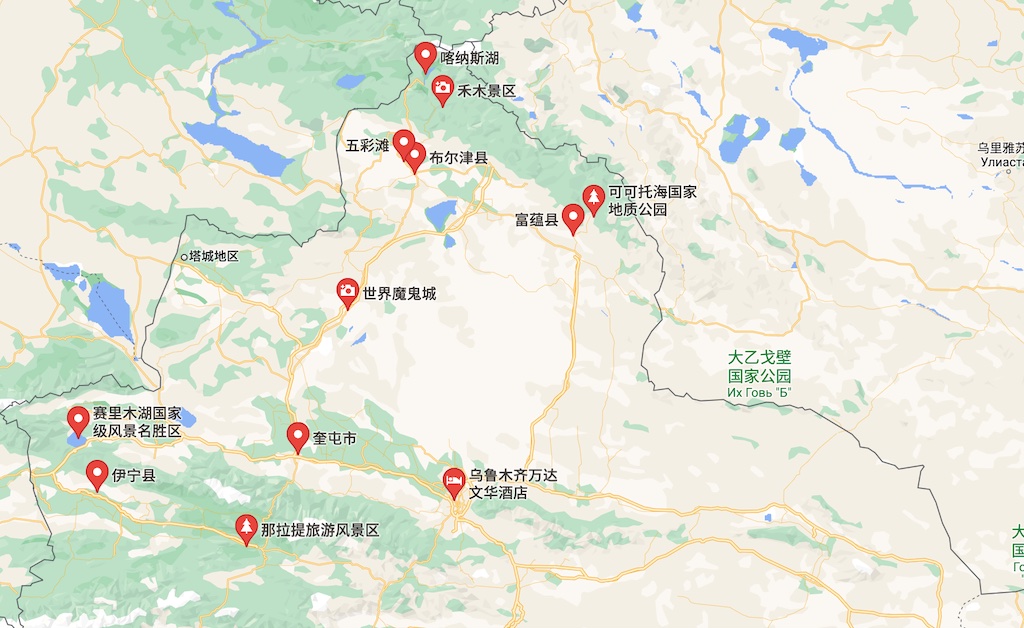 喀纳斯湖
禾木景区
五彩滩
布尔津县
乌里雅苏
Улиаста
可可托海国家
地质公园
富蕴县
塔城地区
世界魔鬼城
大乙戈壁
国家公园
Их Говь "Б"
赛里木湖国家
级风景名胜区
奎屯市
伊宁县
乌鲁木齐万达
文华酒店
那拉提旅游风景区
大
国
Го